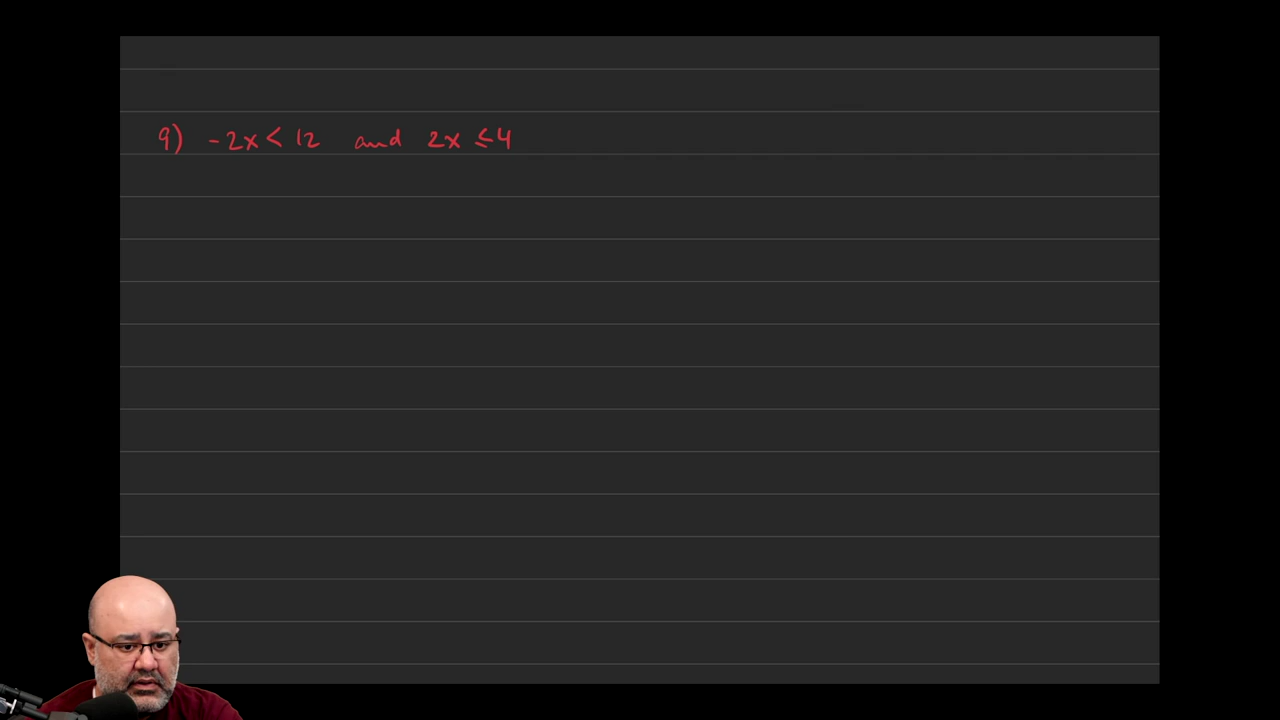 9) -2x < 12 and 2x ≤ 4